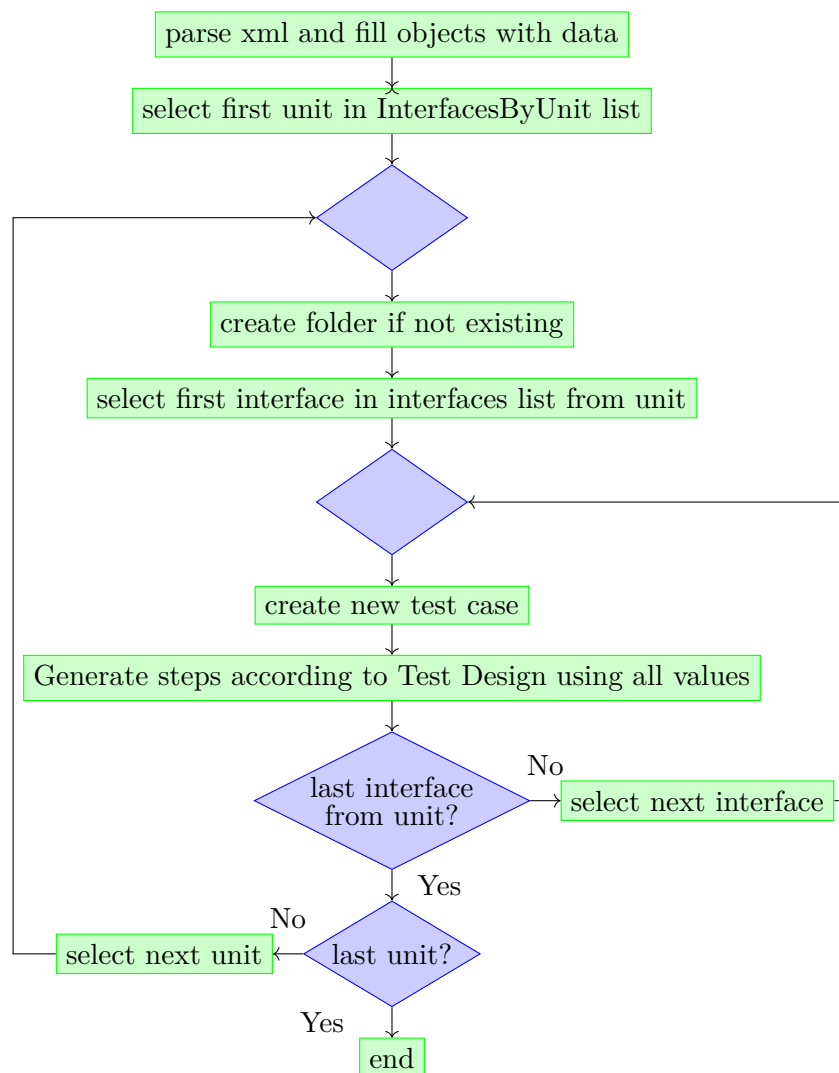 parse xml and fill objects with data
select first unit in InterfacesByUnit list
create folder if not existing
select first interface in interfaces list from unit
create new test case
Generate steps according to Test Design using all values
last interface
from unit?
No
select next interface
Yes
last unit?
No
select next unit
Yes
end